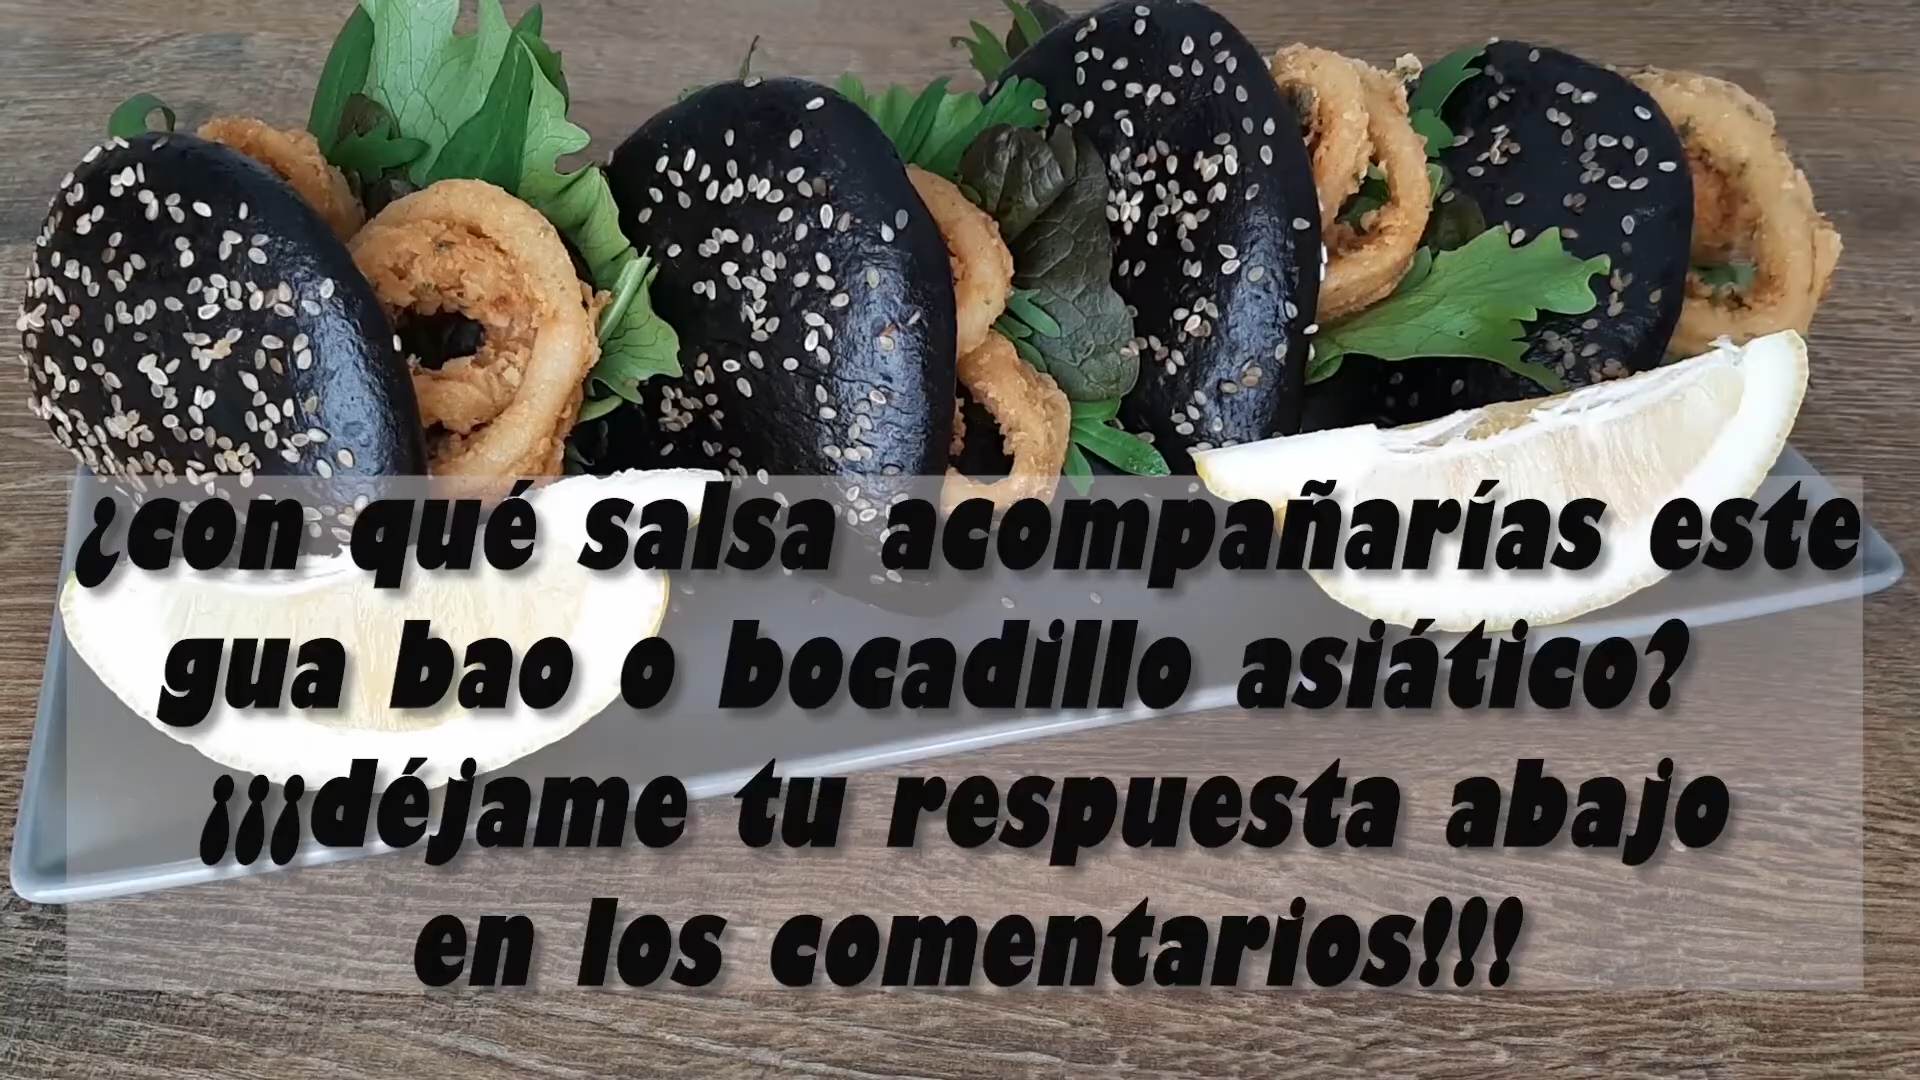 ¿con qué salsa acompañarías este
gua bao o bocadillo asiático?
¡¡¡déjame tu respuesta abajo
en los comentarios!!!